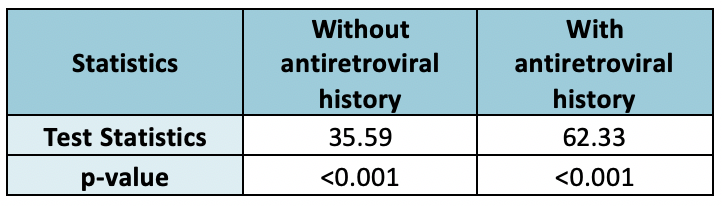 Statistics
Without
antiretroviral
history
With
antiretroviral
history
Test Statistics 35.59 62.33
p-value <0.001 <0.001